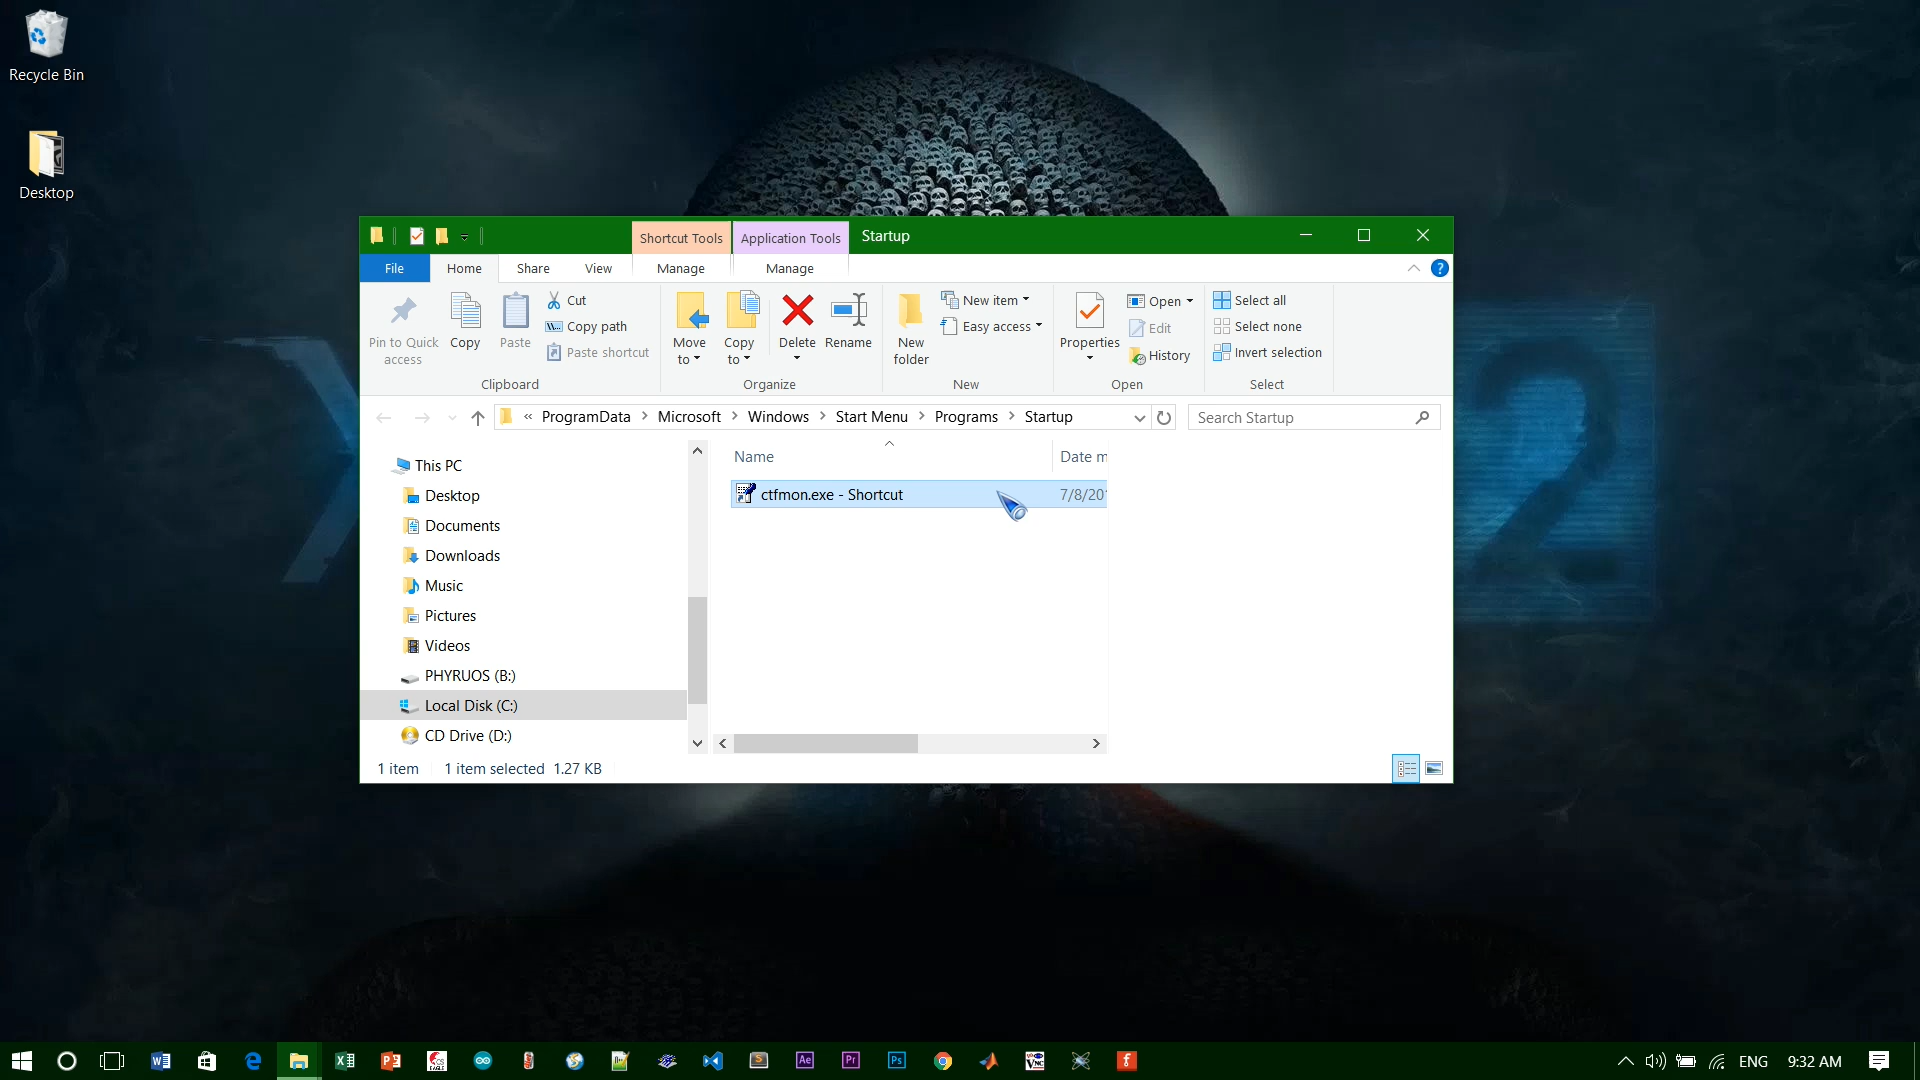 Recycle Bin
Desktop
Shortcut Tools
Application Tools
Startup
File
Home
Share
View
Manage
Manage
Pin to Quick
access
Copy
Paste
Cut
Copy path
Paste shortcut
Clipboard
Move
to
Copy
to
Delete
Rename
Organize
New
folder
New item
Easy access
New
Properties
Open
Edit
History
Open
Select all
Select none
Invert selection
Select
« ProgramData > Microsoft > Windows > Start Menu > Programs > Startup
Search Startup
This PC
Desktop
Documents
Downloads
Music
Pictures
Videos
PHYRUOS (B:)
Local Disk (C:)
CD Drive (D:)
Name
Date m
ctfmon.exe - Shortcut
7/8/20
1 item
1 item selected 1.27 KB
2
Ae
Pr
Ps
ENG
9:32 AM